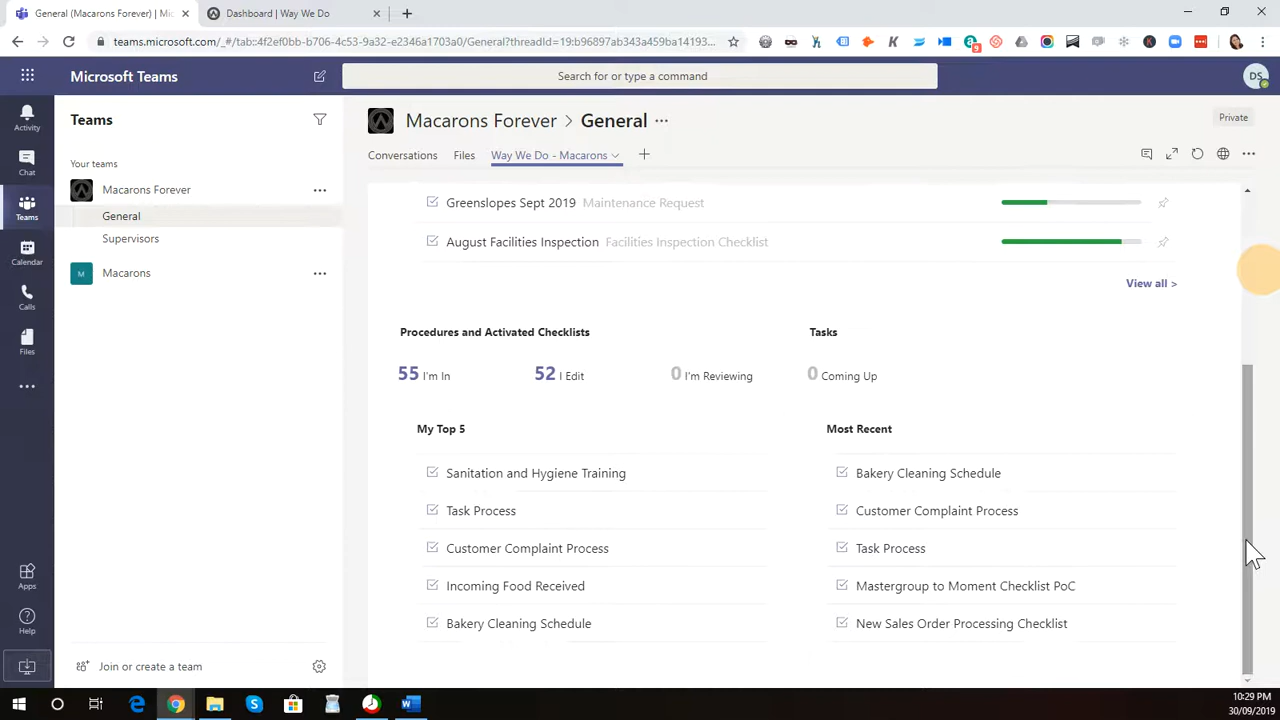 General (Macarons Forever) | Mic
Dashboard | Way We Do
teams.microsoft.com/_#/tab::4f2ef0bb-b706-4c53-9a32-e2346a1703a0/General?threadId=19:b96897ab343a459ba14193...
9
Microsoft Teams
Search for or type a command
DS
Activity
Chat
Teams
Calendar
Calls
Files
Apps
Help
Teams
Your teams
Macarons Forever
General
Supervisors
M Macarons
Join or create a team
Macarons Forever > General ...
Private
Conversations Files Way We Do - Macarons
Greenslopes Sept 2019 Maintenance Request
August Facilities Inspection Facilities Inspection Checklist
View all >
Procedures and Activated Checklists
55 I'm In 52 I Edit 0 I'm Reviewing
Tasks
0 Coming Up
My Top 5
Sanitation and Hygiene Training
Task Process
Customer Complaint Process
Incoming Food Received
Bakery Cleaning Schedule
Most Recent
Bakery Cleaning Schedule
Customer Complaint Process
Task Process
Mastergroup to Moment Checklist PoC
New Sales Order Processing Checklist
10:29 PM
30/09/2019